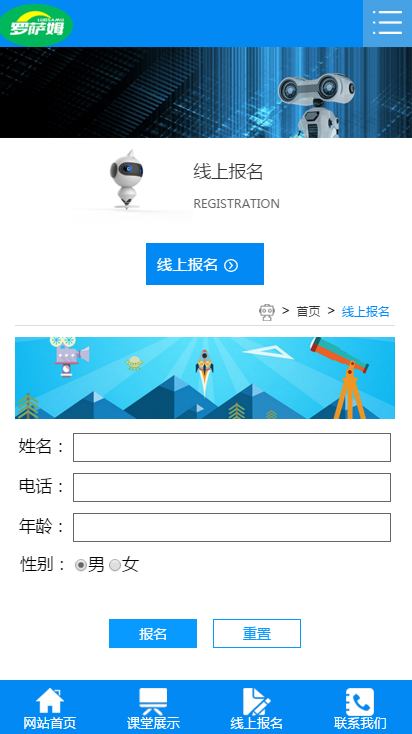 罗萨姆
线上报名
REGISTRATION
线上报名
> 首页 > 线上报名
姓名：
电话：
年龄：
性别： 男 女
报名 重置
网站首页 课堂展示 线上报名 联系我们